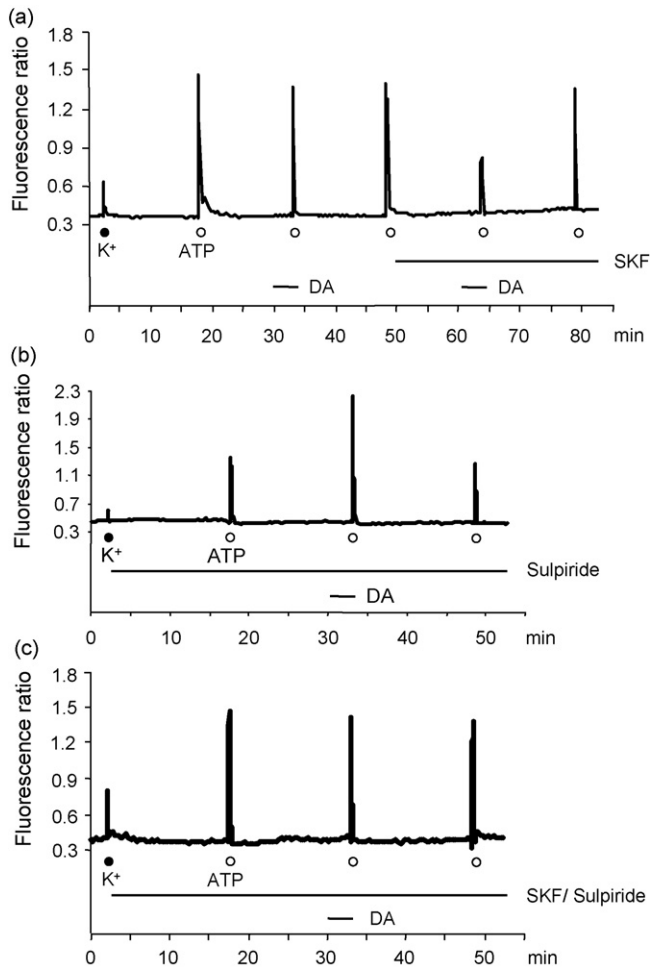 (a)
Fluorescence ratio
1.8
1.5
1.2
0.9
0.6
0.3
K+
ATP
SKF
DA
DA
0 10 20 30 40 50 60 70 80 min
(b)
Fluorescence ratio
2.3
1.9
1.5
1.1
0.7
0.3
K+
ATP
Sulpiride
DA
0 10 20 30 40 50 min
(c)
Fluorescence ratio
1.8
1.5
1.2
0.9
0.6
0.3
K+
ATP
SKF/ Sulpiride
DA
0 10 20 30 40 50 min